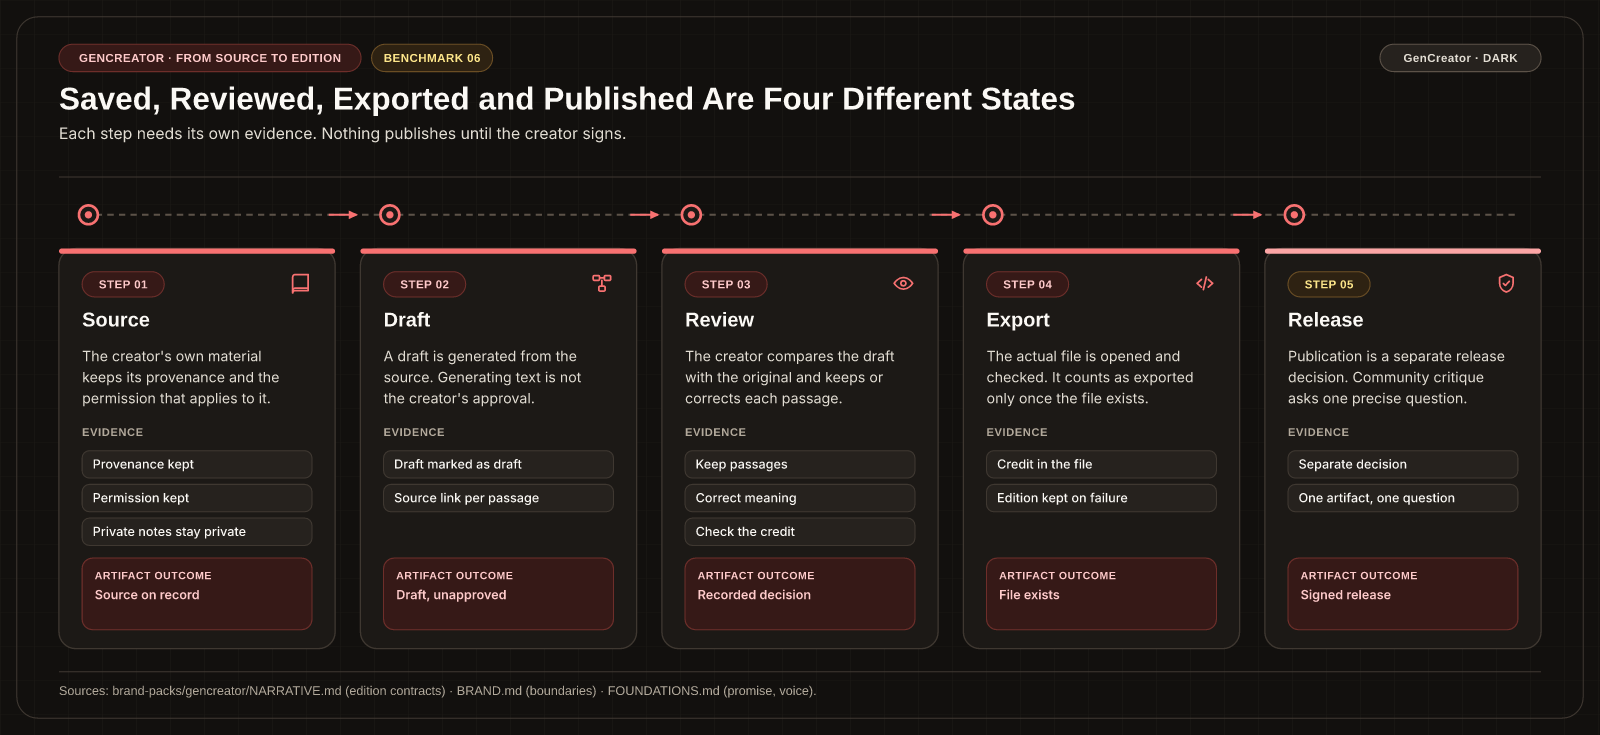 GENCREATOR · FROM SOURCE TO EDITION
BENCHMARK 06
GenCreator · DARK
Saved, Reviewed, Exported and Published Are Four Different States
Each step needs its own evidence. Nothing publishes until the creator signs.
STEP 01
Source
The creator's own material
keeps its provenance and the
permission that applies to it.
EVIDENCE
Provenance kept
Permission kept
Private notes stay private
ARTIFACT OUTCOME
Source on record
STEP 02
Draft
A draft is generated from the
source. Generating text is not
the creator's approval.
EVIDENCE
Draft marked as draft
Source link per passage
ARTIFACT OUTCOME
Draft, unapproved
STEP 03
Review
The creator compares the draft
with the original and keeps or
corrects each passage.
EVIDENCE
Keep passages
Correct meaning
Check the credit
ARTIFACT OUTCOME
Recorded decision
STEP 04
Export
The actual file is opened and
checked. It counts as exported
only once the file exists.
EVIDENCE
Credit in the file
Edition kept on failure
ARTIFACT OUTCOME
File exists
STEP 05
Release
Publication is a separate release
decision. Community critique
asks one precise question.
EVIDENCE
Separate decision
One artifact, one question
ARTIFACT OUTCOME
Signed release
Sources: brand-packs/gencreator/NARRATIVE.md (edition contracts) · BRAND.md (boundaries) · FOUNDATIONS.md (promise, voice).